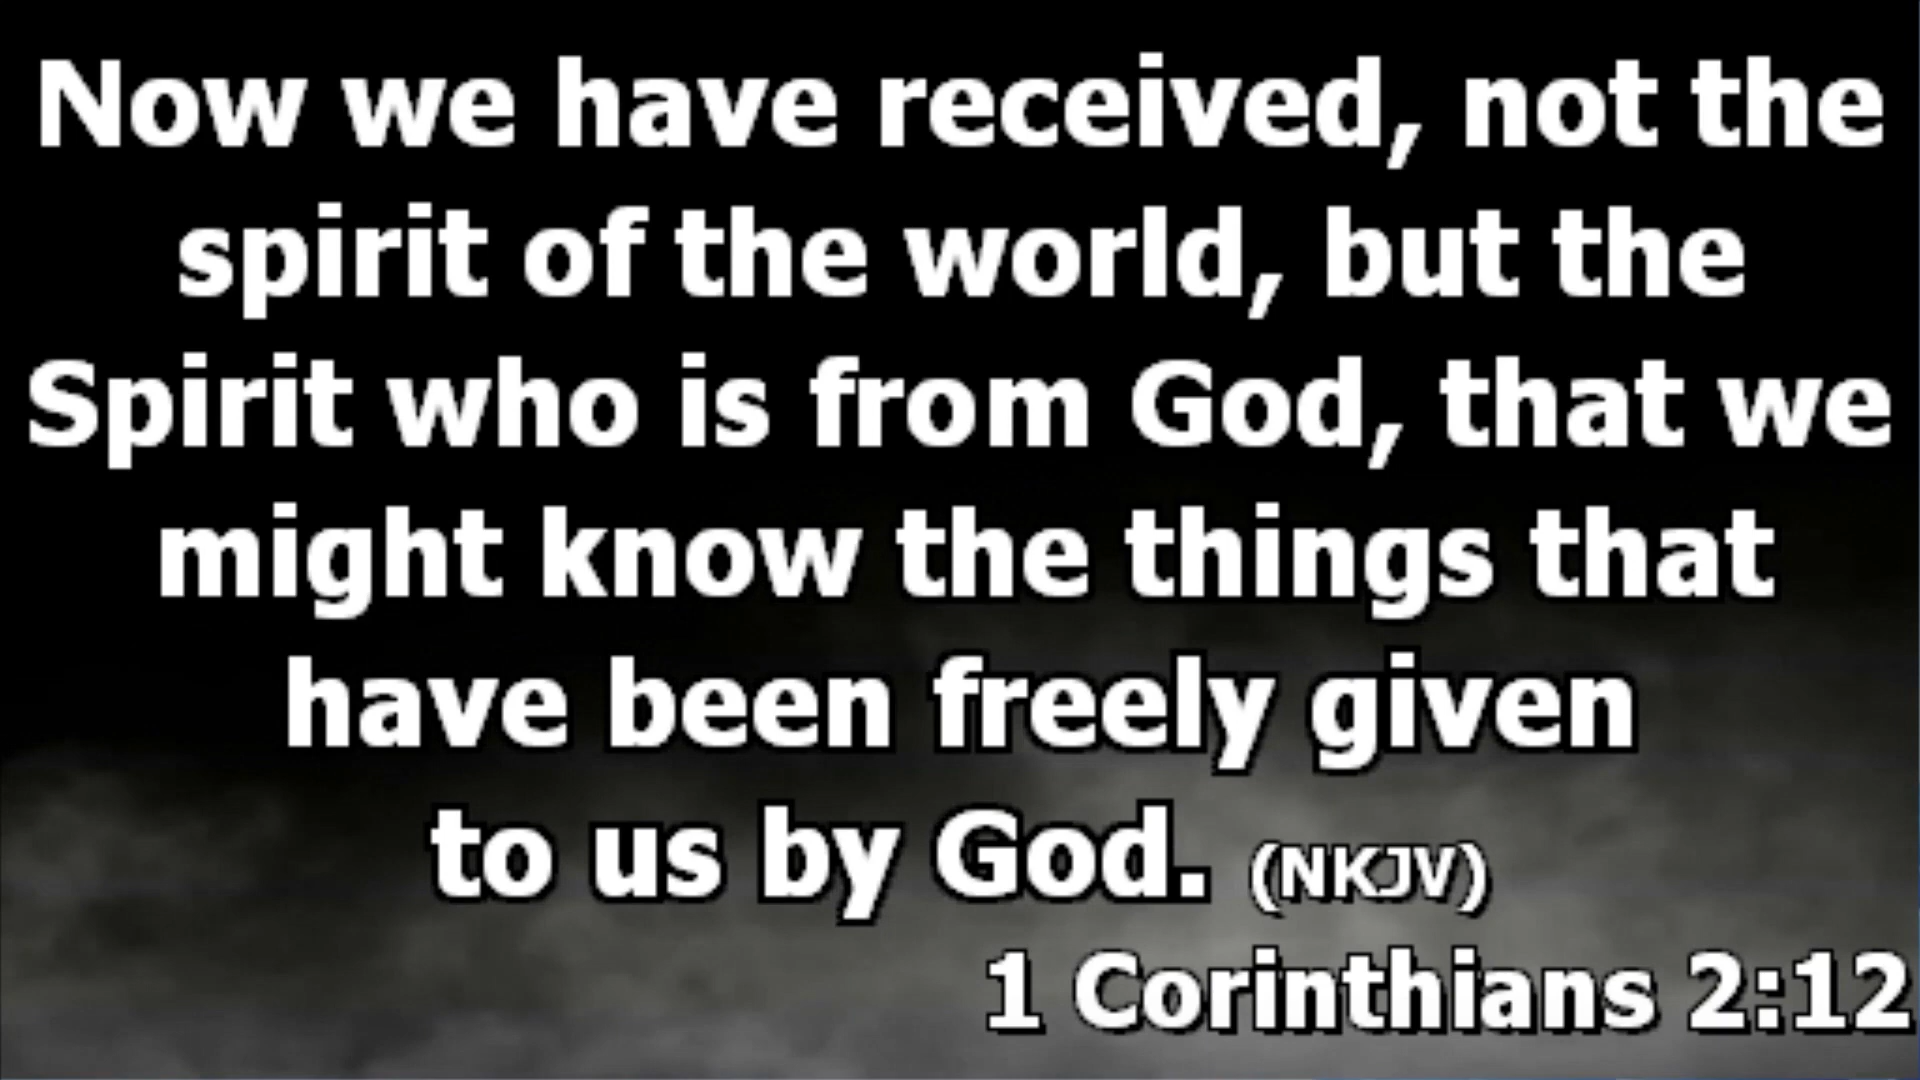 Now we have received, not the
spirit of the world, but the
Spirit who is from God, that we
might know the things that
have been freely given
to us by God. (NKJV)
1 Corinthians 2:12